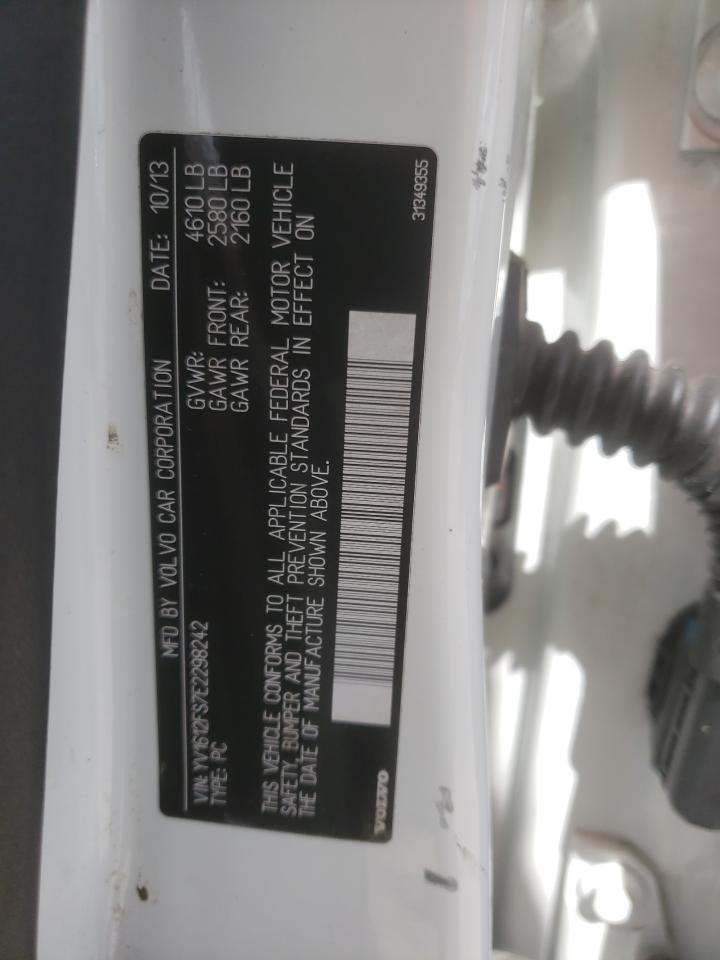 MFD BY VOLVO CAR CORPORATION DATE: 10/13
GVWR: 4610 LB
GAWR FRONT: 2580 LB
GAWR REAR: 2160 LB
VIN: YV1612FS7E2298242
TYPE: PC
THIS VEHICLE CONFORMS TO ALL APPLICABLE FEDERAL MOTOR VEHICLE
SAFETY, BUMPER AND THEFT PREVENTION STANDARDS IN EFFECT ON
THE DATE OF MANUFACTURE SHOWN ABOVE.
VOLVO
31349355